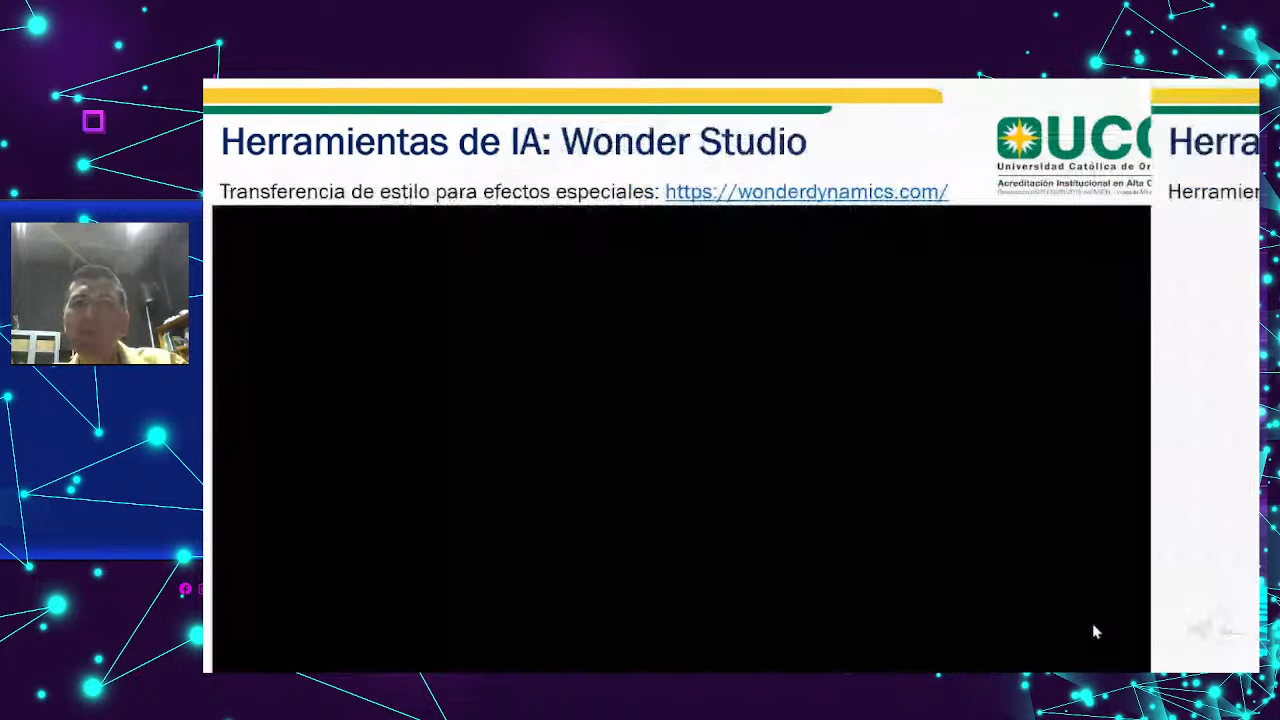 Herramientas de IA: Wonder Studio
Transferencia de estilo para efectos especiales: https://wonderdynamics.com/
UCO
Universidad Católica de Or
Acreditación Institucional en Alta C
Herra
Herramien